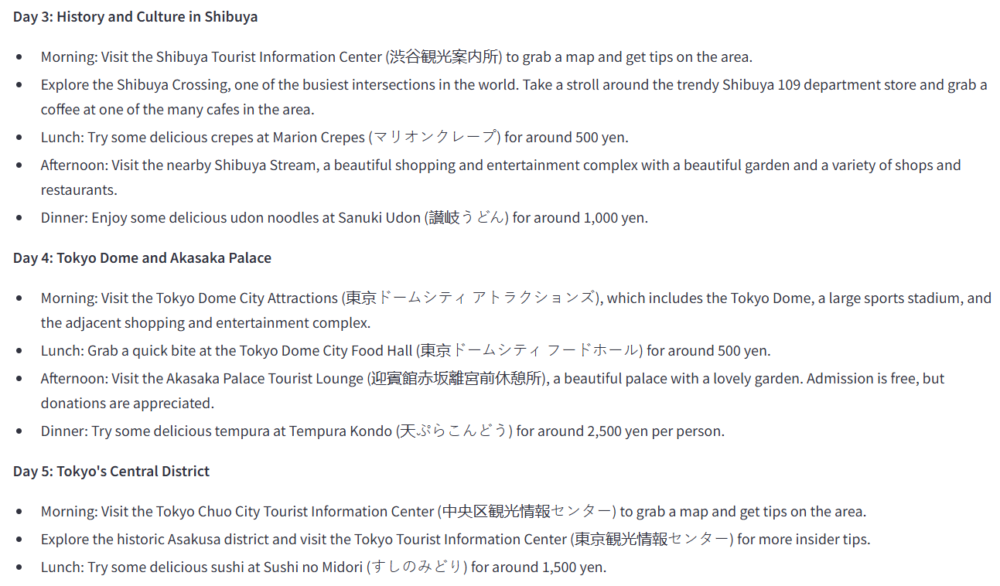 Day 3: History and Culture in Shibuya
Morning: Visit the Shibuya Tourist Information Center (渋谷観光案内所) to grab a map and get tips on the area.
Explore the Shibuya Crossing, one of the busiest intersections in the world. Take a stroll around the trendy Shibuya 109 department store and grab a
coffee at one of the many cafes in the area.
Lunch: Try some delicious crepes at Marion Crepes (マリオンクレープ) for around 500 yen.
Afternoon: Visit the nearby Shibuya Stream, a beautiful shopping and entertainment complex with a beautiful garden and a variety of shops and
restaurants.
Dinner: Enjoy some delicious udon noodles at Sanuki Udon (讃岐うどん) for around 1,000 yen.
Day 4: Tokyo Dome and Akasaka Palace
Morning: Visit the Tokyo Dome City Attractions (東京ドームシティ アトラクションズ), which includes the Tokyo Dome, a large sports stadium, and
the adjacent shopping and entertainment complex.
Lunch: Grab a quick bite at the Tokyo Dome City Food Hall (東京ドームシティ フードホール) for around 500 yen.
Afternoon: Visit the Akasaka Palace Tourist Lounge (迎賓館赤坂離宮前休憩所), a beautiful palace with a lovely garden. Admission is free, but
donations are appreciated.
Dinner: Try some delicious tempura at Tempura Kondo (天ぷらこんどう) for around 2,500 yen per person.
Day 5: Tokyo's Central District
Morning: Visit the Tokyo Chuo City Tourist Information Center (中央区観光情報センター) to grab a map and get tips on the area.
Explore the historic Asakusa district and visit the Tokyo Tourist Information Center (東京観光情報センター) for more insider tips.
Lunch: Try some delicious sushi at Sushi no Midori (すしのみどり) for around 1,500 yen.